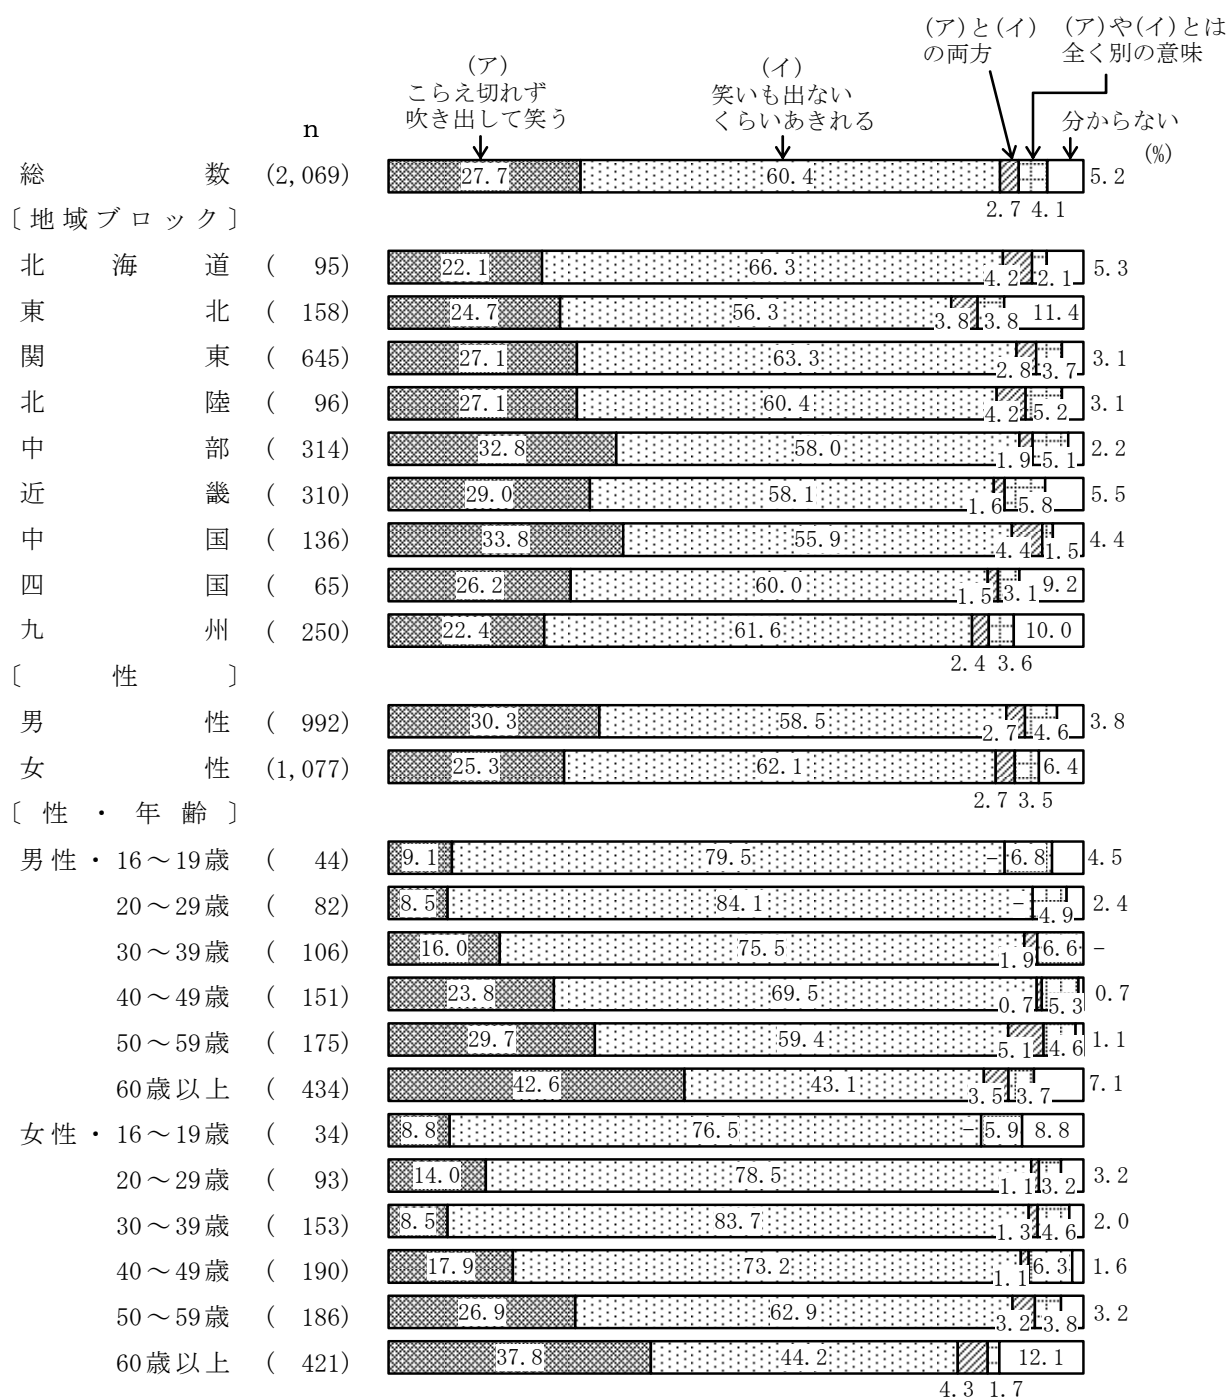 (ア)と(イ)の両方
(ア)や(イ)とは全く別の意味
(ア)
こらえ切れず
吹き出して笑う
(イ)
笑いも出ない
くらいあきれる
分からない
n
(%)
総数 (2,069) 27.7 60.4 2.7 4.1 5.2
〔地域ブロック〕
北海道 ( 95) 22.1 66.3 4.2 2.1 5.3
東北 ( 158) 24.7 56.3 3.8 3.8 11.4
関東 ( 645) 27.1 63.3 2.8 3.7 3.1
北陸 ( 96) 27.1 60.4 4.2 5.2 3.1
中部 ( 314) 32.8 58.0 1.9 5.1 2.2
近畿 ( 310) 29.0 58.1 1.6 5.8 5.5
中国 ( 136) 33.8 55.9 4.4 1.5 4.4
四国 ( 65) 26.2 60.0 1.5 3.1 9.2
九州 ( 250) 22.4 61.6 2.4 3.6 10.0
〔性〕
男性 ( 992) 30.3 58.5 2.7 4.6 3.8
女性 (1,077) 25.3 62.1 2.7 3.5 6.4
〔性・年齢〕
男性・16～19歳 ( 44) 9.1 79.5 - 6.8 4.5
20～29歳 ( 82) 8.5 84.1 - 4.9 2.4
30～39歳 ( 106) 16.0 75.5 1.9 6.6 -
40～49歳 ( 151) 23.8 69.5 0.7 5.3 0.7
50～59歳 ( 175) 29.7 59.4 5.1 4.6 1.1
60歳以上 ( 434) 42.6 43.1 3.5 3.7 7.1
女性・16～19歳 ( 34) 8.8 76.5 - 5.9 8.8
20～29歳 ( 93) 14.0 78.5 1.1 3.2 3.2
30～39歳 ( 153) 8.5 83.7 1.3 4.6 2.0
40～49歳 ( 190) 17.9 73.2 1.1 6.3 1.6
50～59歳 ( 186) 26.9 62.9 3.2 3.8 3.2
60歳以上 ( 421) 37.8 44.2 4.3 1.7 12.1